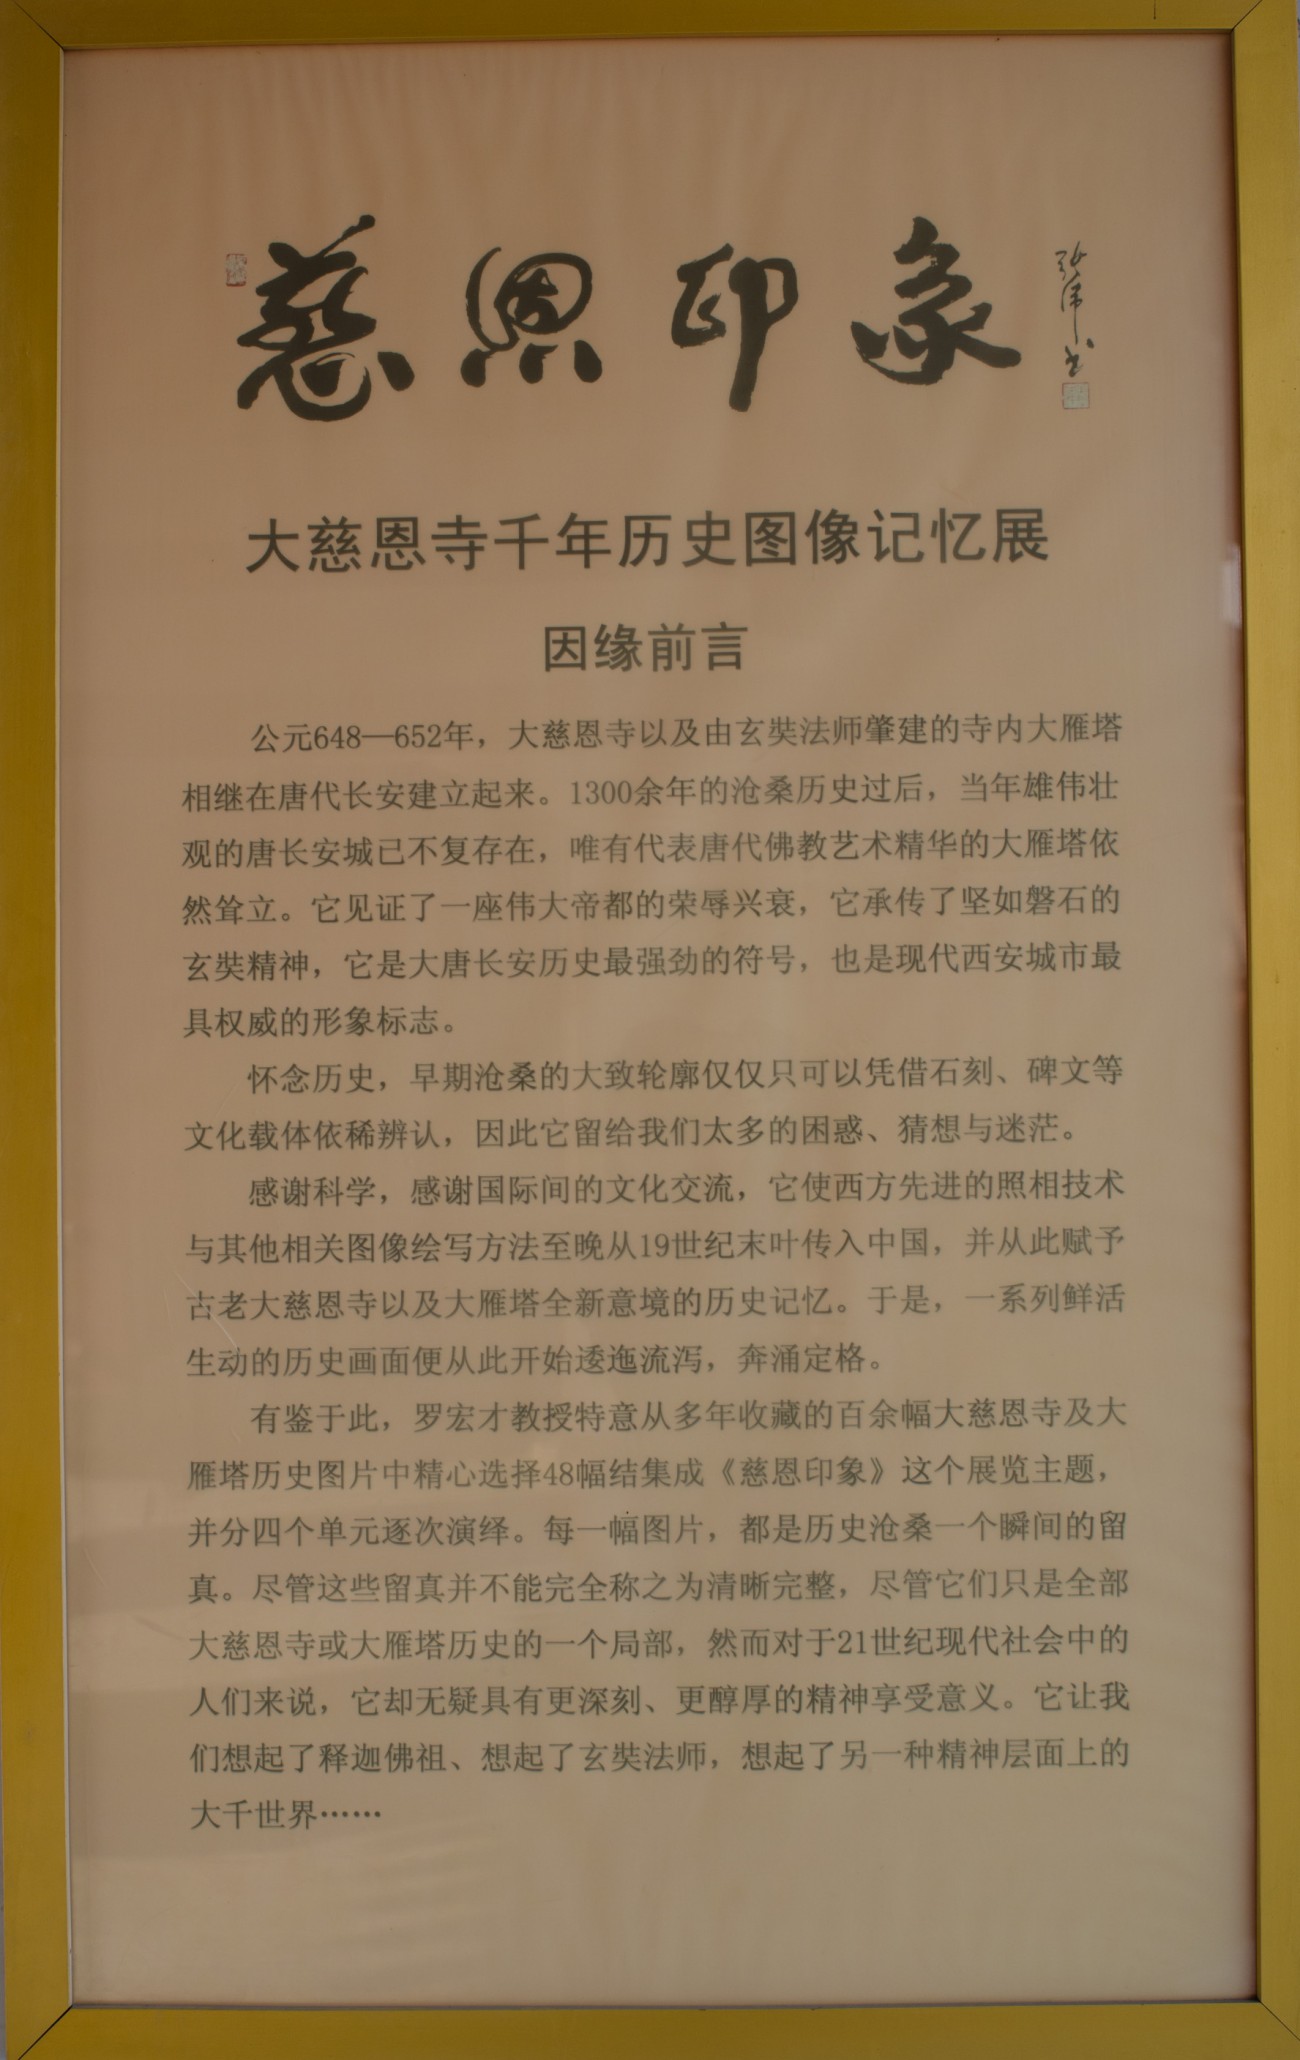 慈恩印象
大慈恩寺千年历史图像记忆展
因缘前言
公元648—652年，大慈恩寺以及由玄奘法师肇建的寺内大雁塔
相继在唐代长安建立起来。1300余年的沧桑历史过后，当年雄伟壮
观的唐长安城已不复存在，唯有代表唐代佛教艺术精华的大雁塔依
然耸立。它见证了一座伟大帝都的荣辱兴衰，它承传了坚如磐石的
玄奘精神，它是大唐长安历史最强劲的符号，也是现代西安城市最
具权威的形象标志。
怀念历史，早期沧桑的大致轮廓仅仅只可以凭借石刻、碑文等
文化载体依稀辨认，因此它留给我们太多的困惑、猜想与迷茫。
感谢科学，感谢国际间的文化交流，它使西方先进的照相技术
与其他相关图像绘写方法至晚从19世纪末叶传入中国，并从此赋予
古老大慈恩寺以及大雁塔全新意境的历史记忆。于是，一系列鲜活
生动的历史画面便从此开始逶迤流泻，奔涌定格。
有鉴于此，罗宏才教授特意从多年收藏的百余幅大慈恩寺及大
雁塔历史图片中精心选择48幅结集成《慈恩印象》这个展览主题，
并分四个单元逐次演绎。每一幅图片，都是历史沧桑一个瞬间的留
真。尽管这些留真并不能完全称之为清晰完整，尽管它们只是全部
大慈恩寺或大雁塔历史的一个局部，然而对于21世纪现代社会中的
人们来说，它却无疑具有更深刻、更醇厚的精神享受意义。它让我
们想起了释迦佛祖、想起了玄奘法师，想起了另一种精神层面上的
大千世界……